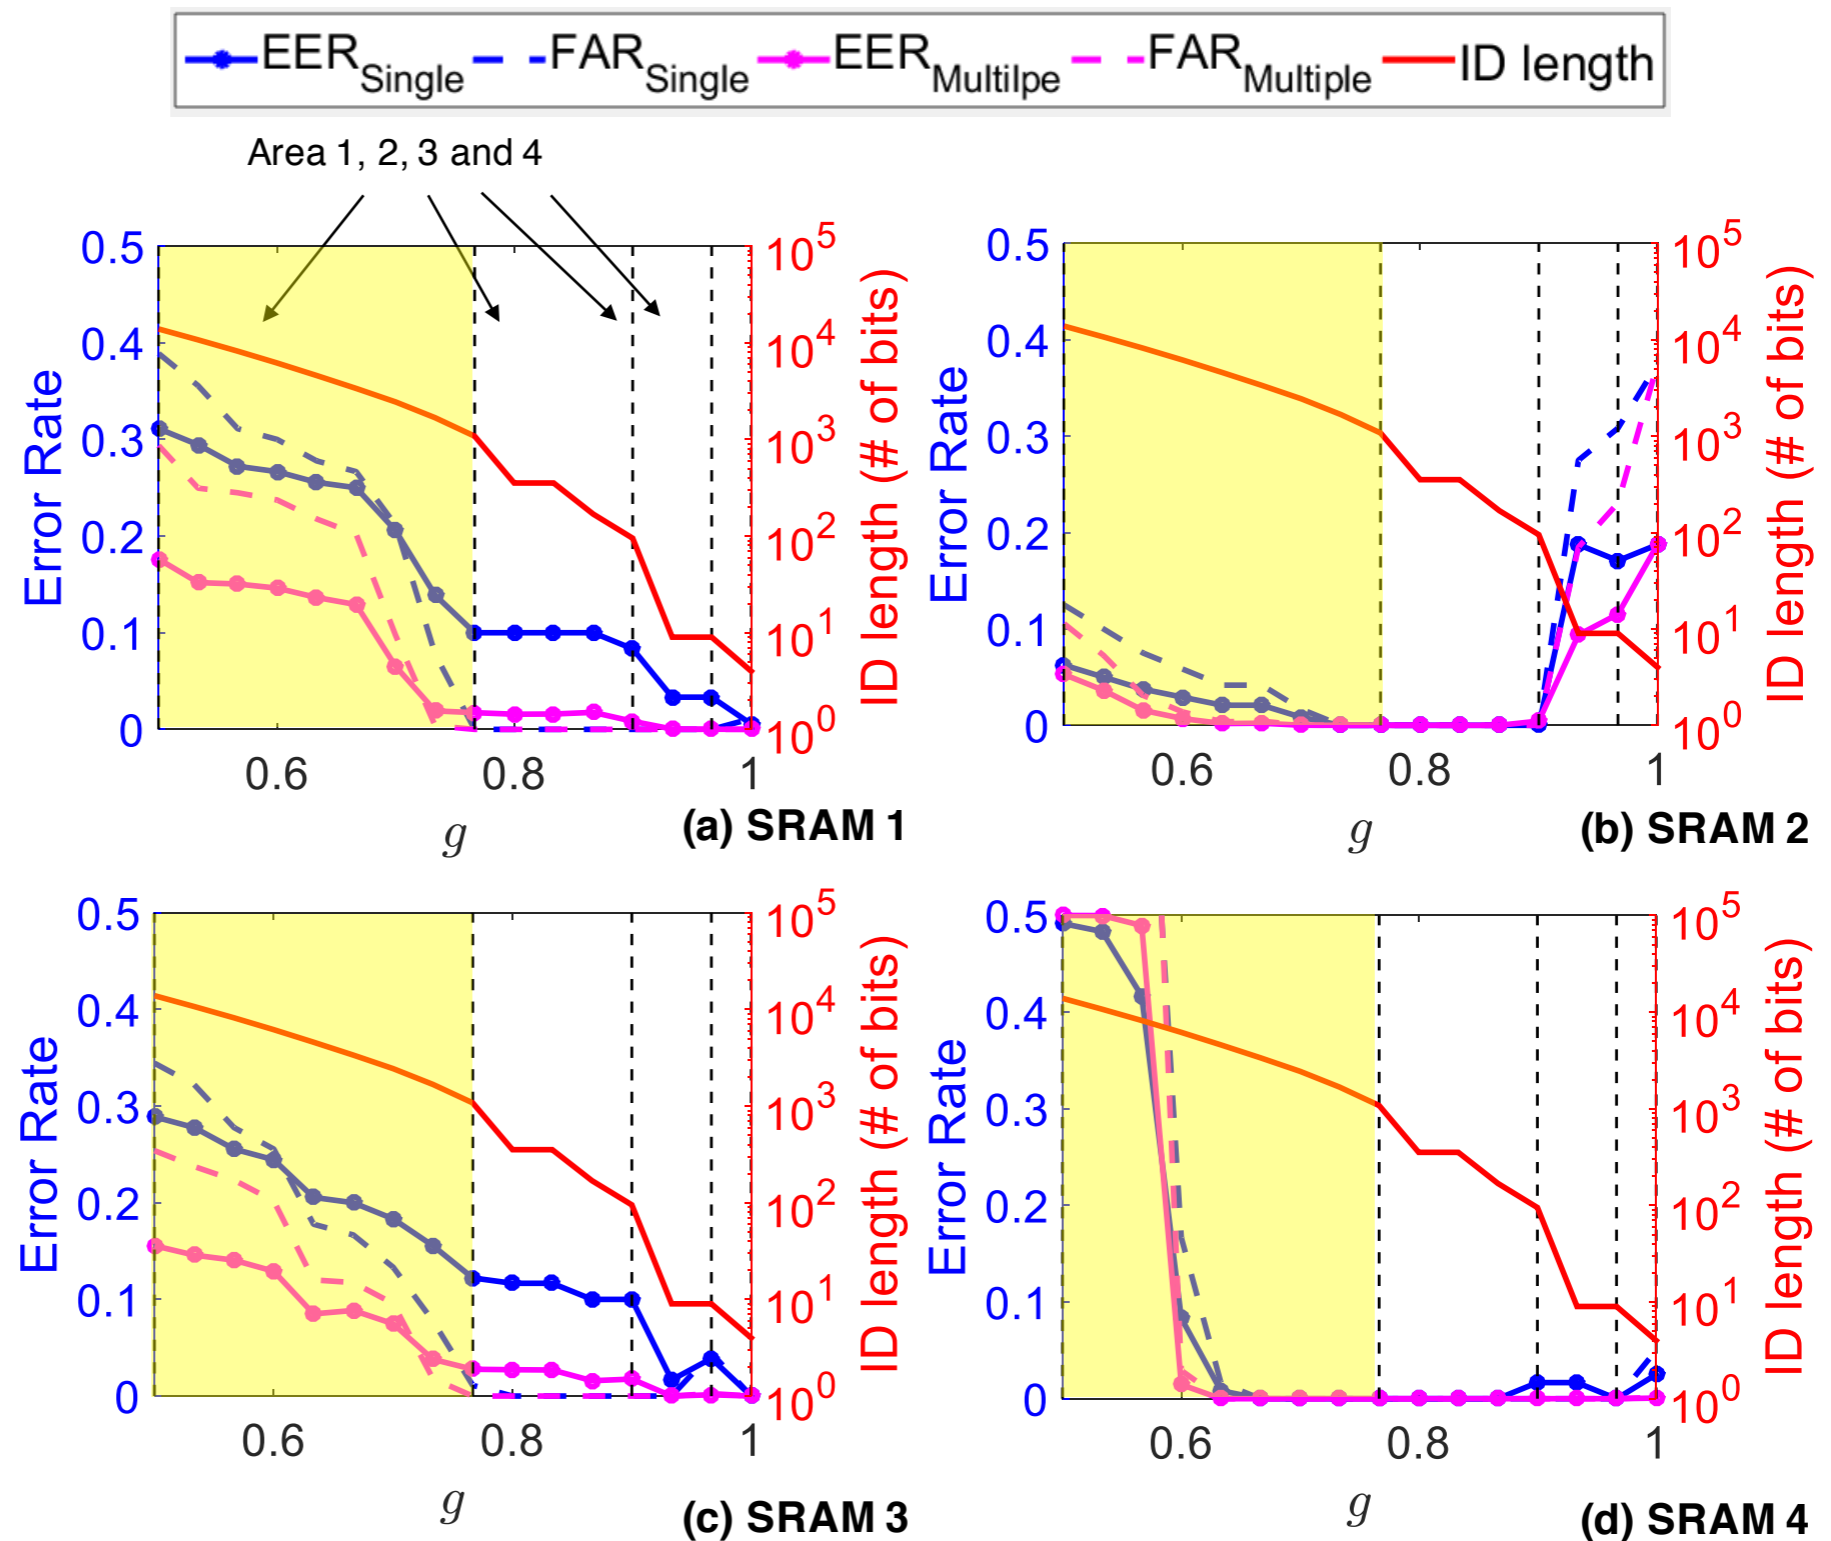 EER_Single FAR_Single EER_Multilpe FAR_Multiple ID length
Area 1, 2, 3 and 4
0.5
0.4
0.3
0.2
0.1
0
Error Rate
0.6 0.8 1
g
10^5
10^4
10^3
10^2
10^1
10^0
ID length (# of bits)
(a) SRAM 1
0.5
0.4
0.3
0.2
0.1
0
Error Rate
0.6 0.8 1
g
10^5
10^4
10^3
10^2
10^1
10^0
ID length (# of bits)
(b) SRAM 2
0.5
0.4
0.3
0.2
0.1
0
Error Rate
0.6 0.8 1
g
10^5
10^4
10^3
10^2
10^1
10^0
ID length (# of bits)
(c) SRAM 3
0.5
0.4
0.3
0.2
0.1
0
Error Rate
0.6 0.8 1
g
10^5
10^4
10^3
10^2
10^1
10^0
ID length (# of bits)
(d) SRAM 4